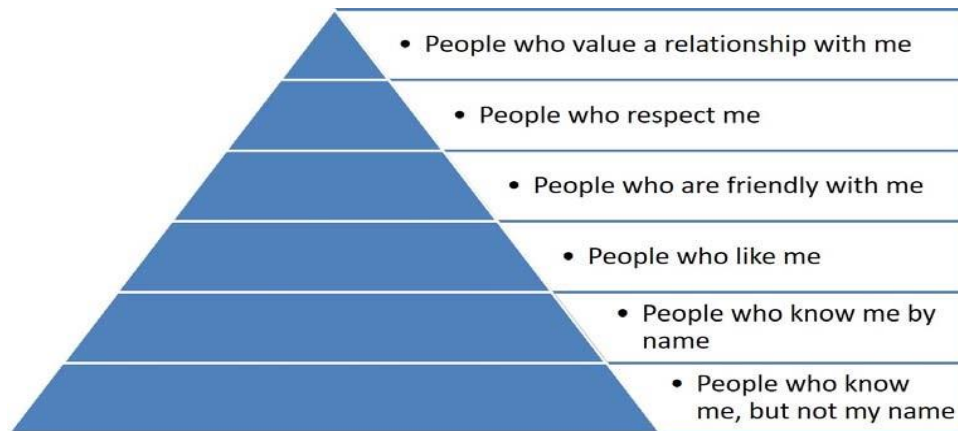 • People who value a relationship with me
• People who respect me
• People who are friendly with me
• People who like me
• People who know me by
name
• People who know
me, but not my name